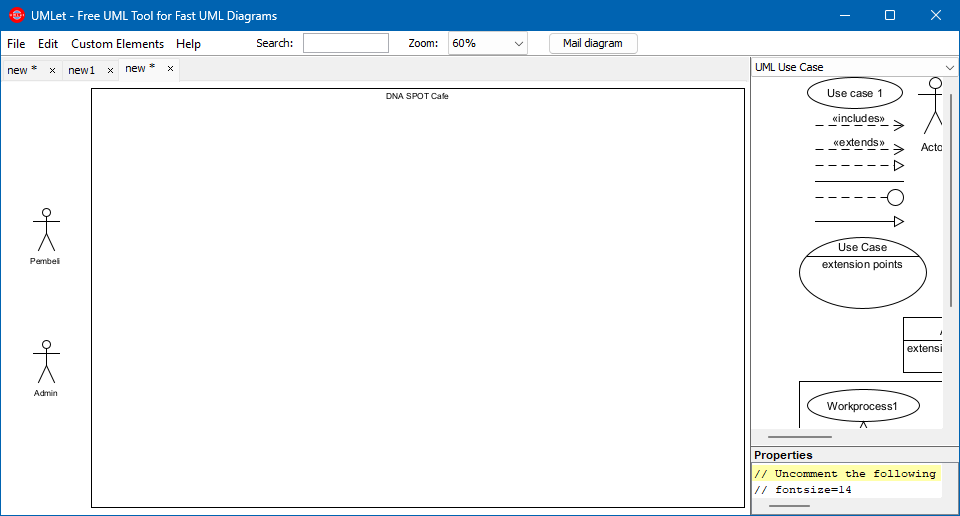 UMLet - Free UML Tool for Fast UML Diagrams
File Edit Custom Elements Help Search: Zoom: 60% Mail diagram
new * × new1 × new * ×
DNA SPOT Cafe
Pembeli
Admin
UML Use Case
Use case 1
«includes»
Acto
«extends»
Use Case
extension points
extensi
Workprocess1
Properties
// Uncomment the following
// fontsize=14